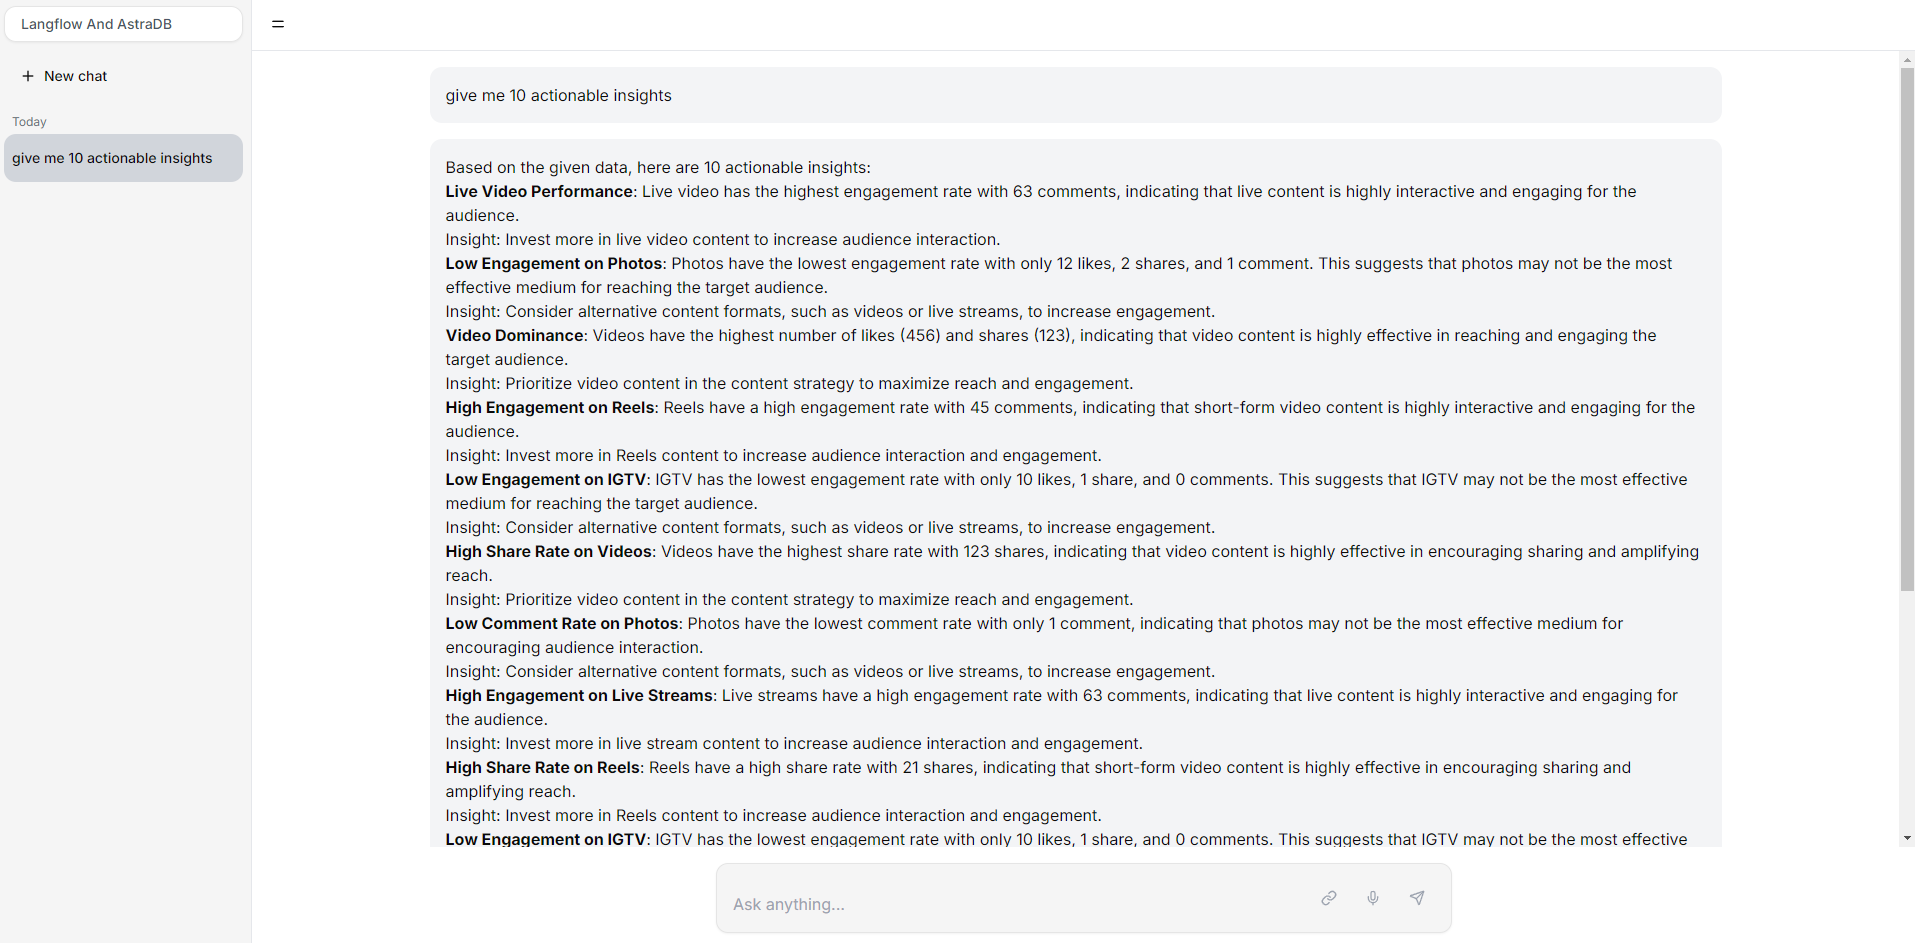 Langflow And AstraDB
New chat
Today
give me 10 actionable insights
give me 10 actionable insights
Based on the given data, here are 10 actionable insights:
Live Video Performance: Live video has the highest engagement rate with 63 comments, indicating that live content is highly interactive and engaging for the
audience.
Insight: Invest more in live video content to increase audience interaction.
Low Engagement on Photos: Photos have the lowest engagement rate with only 12 likes, 2 shares, and 1 comment. This suggests that photos may not be the most
effective medium for reaching the target audience.
Insight: Consider alternative content formats, such as videos or live streams, to increase engagement.
Video Dominance: Videos have the highest number of likes (456) and shares (123), indicating that video content is highly effective in reaching and engaging the
target audience.
Insight: Prioritize video content in the content strategy to maximize reach and engagement.
High Engagement on Reels: Reels have a high engagement rate with 45 comments, indicating that short-form video content is highly interactive and engaging for the
audience.
Insight: Invest more in Reels content to increase audience interaction and engagement.
Low Engagement on IGTV: IGTV has the lowest engagement rate with only 10 likes, 1 share, and 0 comments. This suggests that IGTV may not be the most effective
medium for reaching the target audience.
Insight: Consider alternative content formats, such as videos or live streams, to increase engagement.
High Share Rate on Videos: Videos have the highest share rate with 123 shares, indicating that video content is highly effective in encouraging sharing and amplifying
reach.
Insight: Prioritize video content in the content strategy to maximize reach and engagement.
Low Comment Rate on Photos: Photos have the lowest comment rate with only 1 comment, indicating that photos may not be the most effective medium for
encouraging audience interaction.
Insight: Consider alternative content formats, such as videos or live streams, to increase engagement.
High Engagement on Live Streams: Live streams have a high engagement rate with 63 comments, indicating that live content is highly interactive and engaging for
the audience.
Insight: Invest more in live stream content to increase audience interaction and engagement.
High Share Rate on Reels: Reels have a high share rate with 21 shares, indicating that short-form video content is highly effective in encouraging sharing and
amplifying reach.
Insight: Invest more in Reels content to increase audience interaction and engagement.
Low Engagement on IGTV: IGTV has the lowest engagement rate with only 10 likes, 1 share, and 0 comments. This suggests that IGTV may not be the most effective
Ask anything...